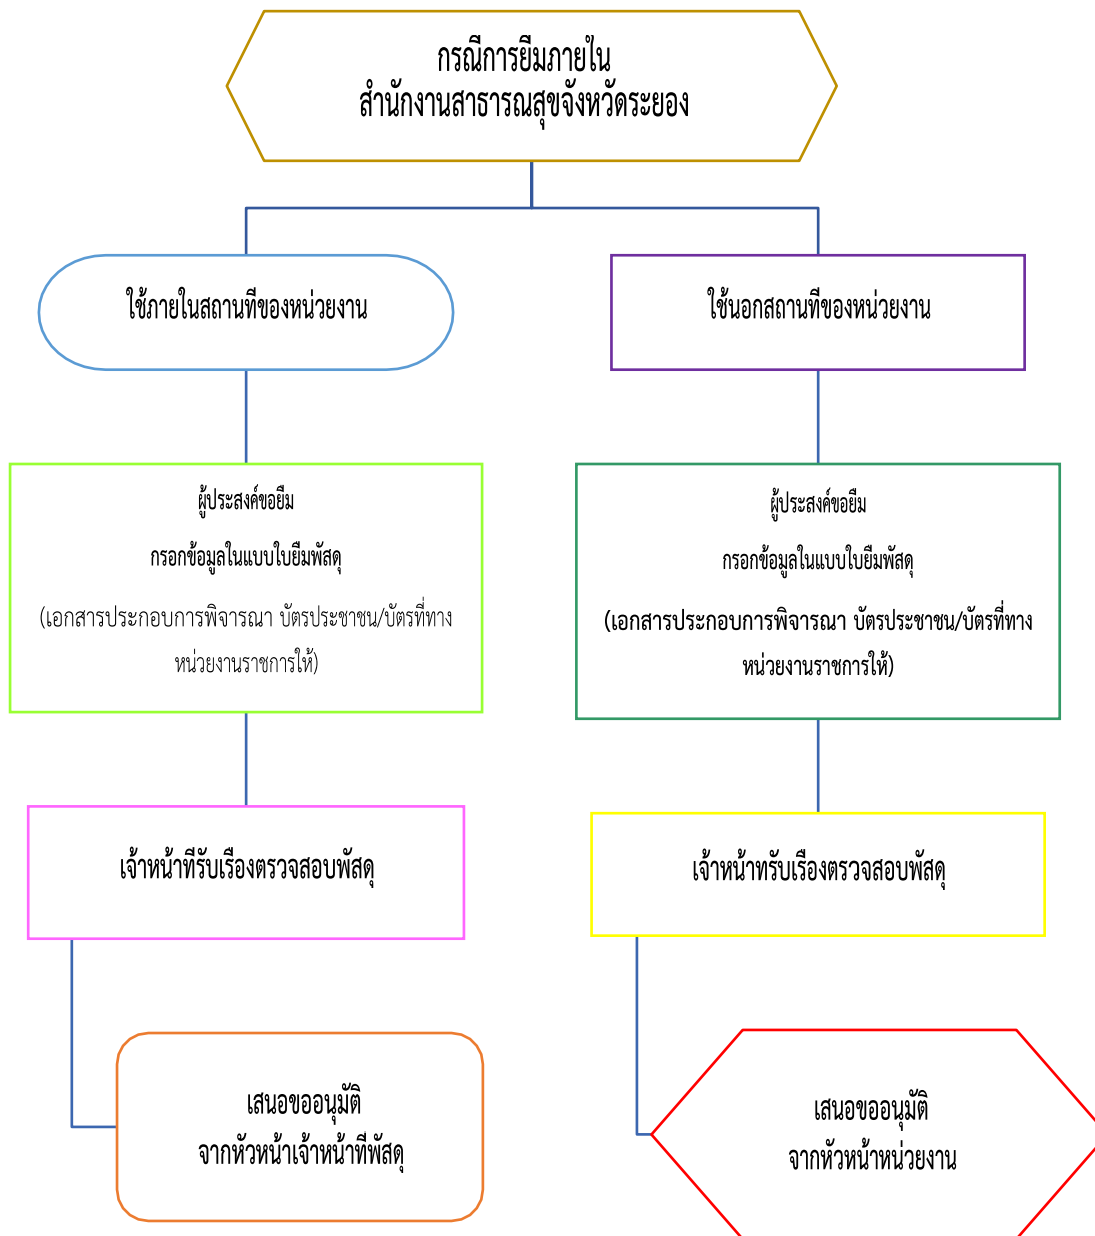 กรณีการยืมภายใน
สำนักงานสาธารณสุขจังหวัดระยอง
ใช้ภายในสถานที่ของหน่วยงาน
ใช้นอกสถานที่ของหน่วยงาน
ผู้ประสงค์ขอยืม
กรอกข้อมูลในแบบใบยืมพัสดุ
(เอกสารประกอบการพิจารณา บัตรประชาชน/บัตรที่ทาง
หน่วยงานราชการให้)
ผู้ประสงค์ขอยืม
กรอกข้อมูลในแบบใบยืมพัสดุ
(เอกสารประกอบการพิจารณา บัตรประชาชน/บัตรที่ทาง
หน่วยงานราชการให้)
เจ้าหน้าที่รับเรื่องตรวจสอบพัสดุ
เจ้าหน้าทรับเรื่องตรวจสอบพัสดุ
เสนอขออนุมัติ
จากหัวหน้าเจ้าหน้าที่พัสดุ
เสนอขออนุมัติ
จากหัวหน้าหน่วยงาน